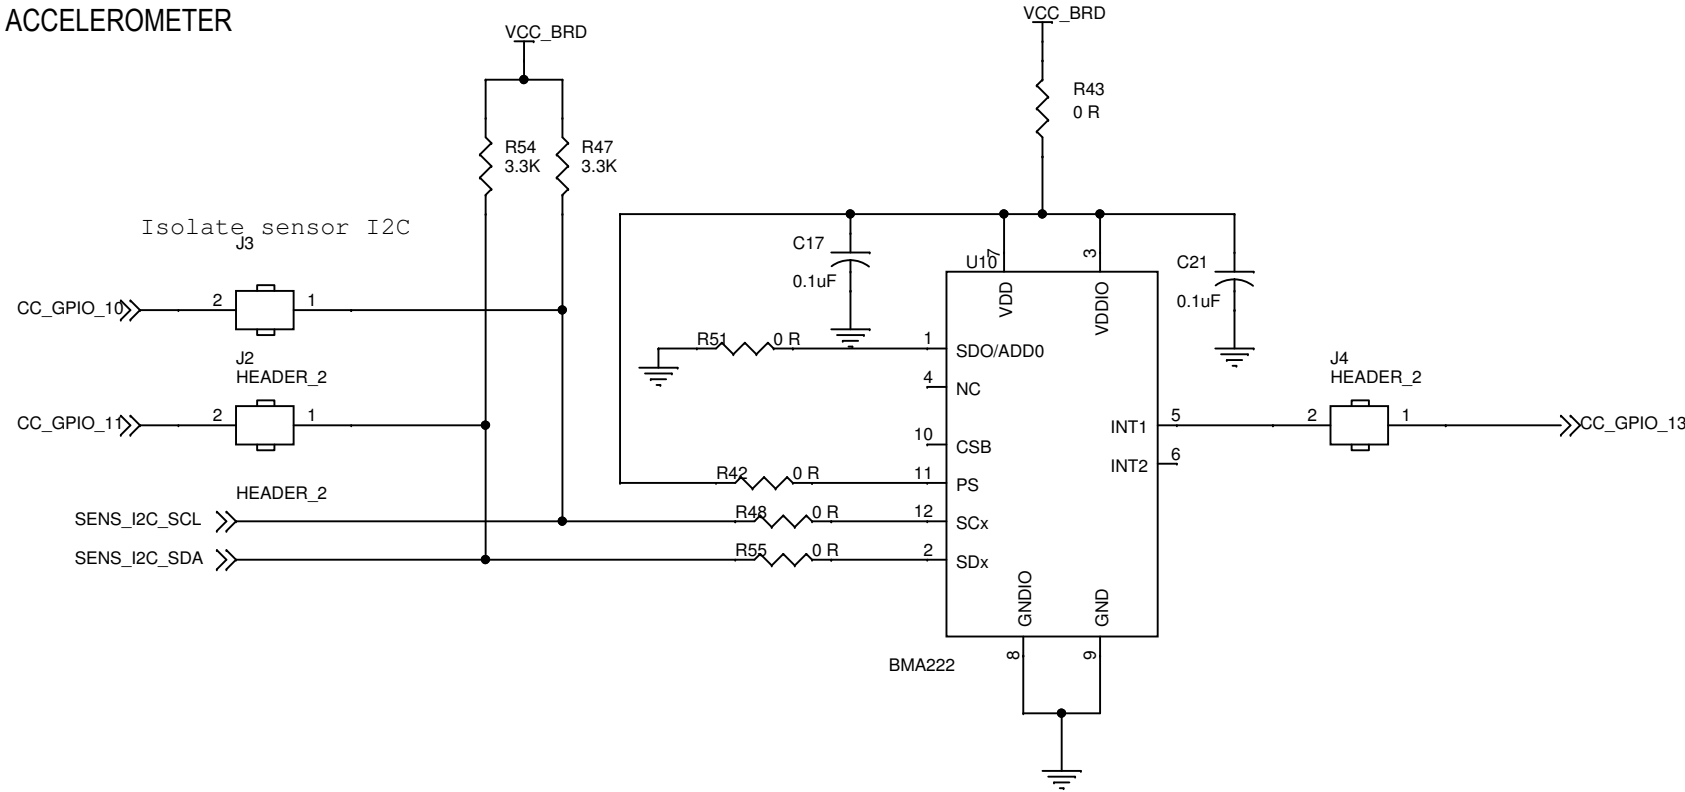 ACCELEROMETER
VCC_BRD
VCC_BRD
R43
0 R
R54
3.3K
R47
3.3K
Isolate sensor I2C
J3
CC_GPIO_10
2
1
C17
0.1uF
U10
7
3
VDD
VDDIO
C21
0.1uF
R51
0 R
1
SDO/ADD0
J2
HEADER_2
4
NC
J4
HEADER_2
CC_GPIO_11
2
1
10
CSB
INT1
5
2
1
CC_GPIO_13
INT2
6
R42
0 R
11
PS
HEADER_2
SENS_I2C_SCL
R48
0 R
12
SCx
SENS_I2C_SDA
R55
0 R
2
SDx
GNDIO
GND
8
9
BMA222